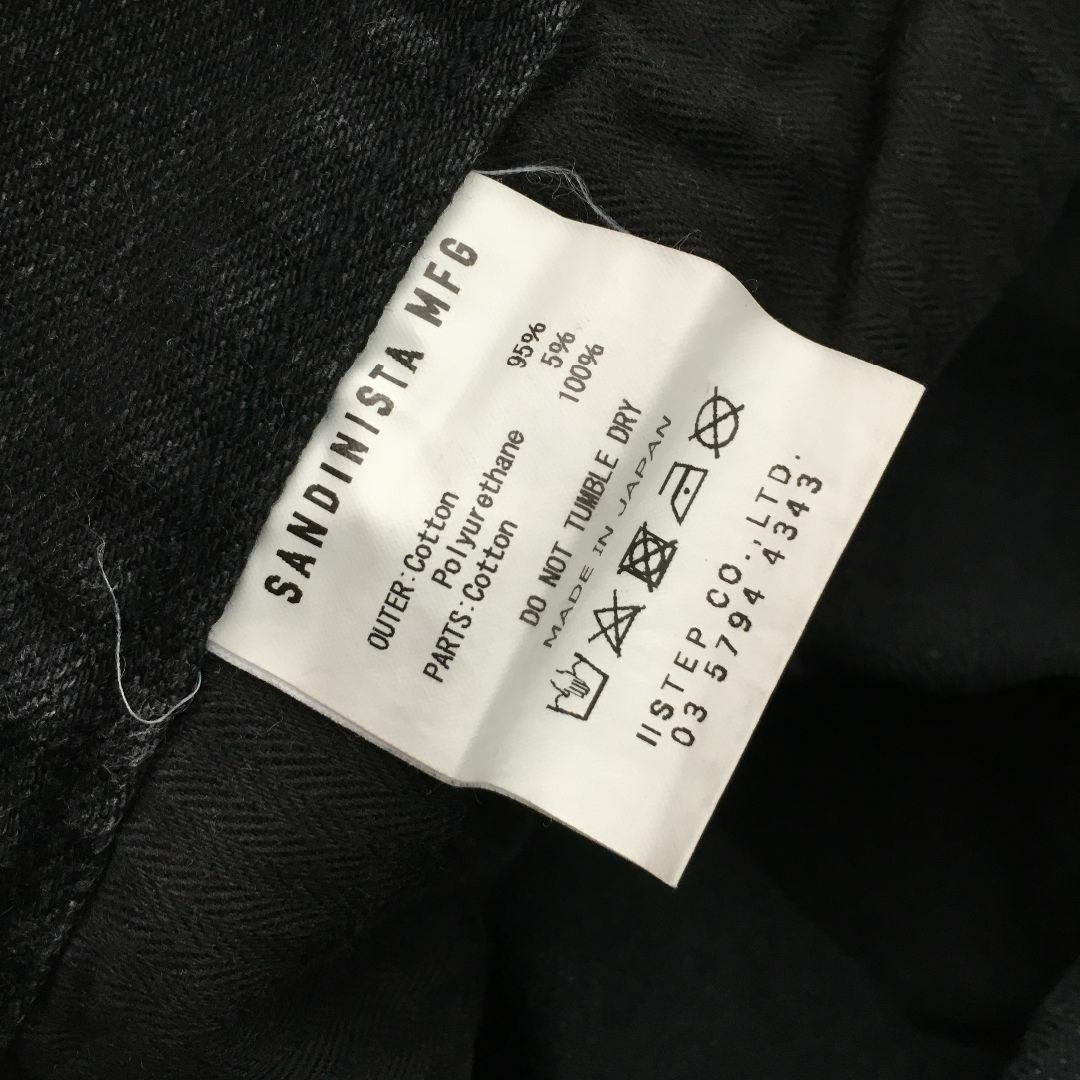 SANDINISTA MFG
OUTER:Cotton 95%
Polyurethane 5%
PARTS:Cotton 100%
DO NOT TUMBLE DRY
MADE IN JAPAN
IISTEP CO.,LTD.
03 5794 4343